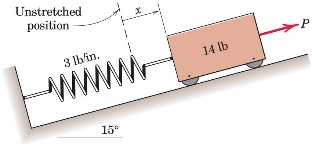 Unstretched
position
x
P
3 lb/in.
14 lb
15°